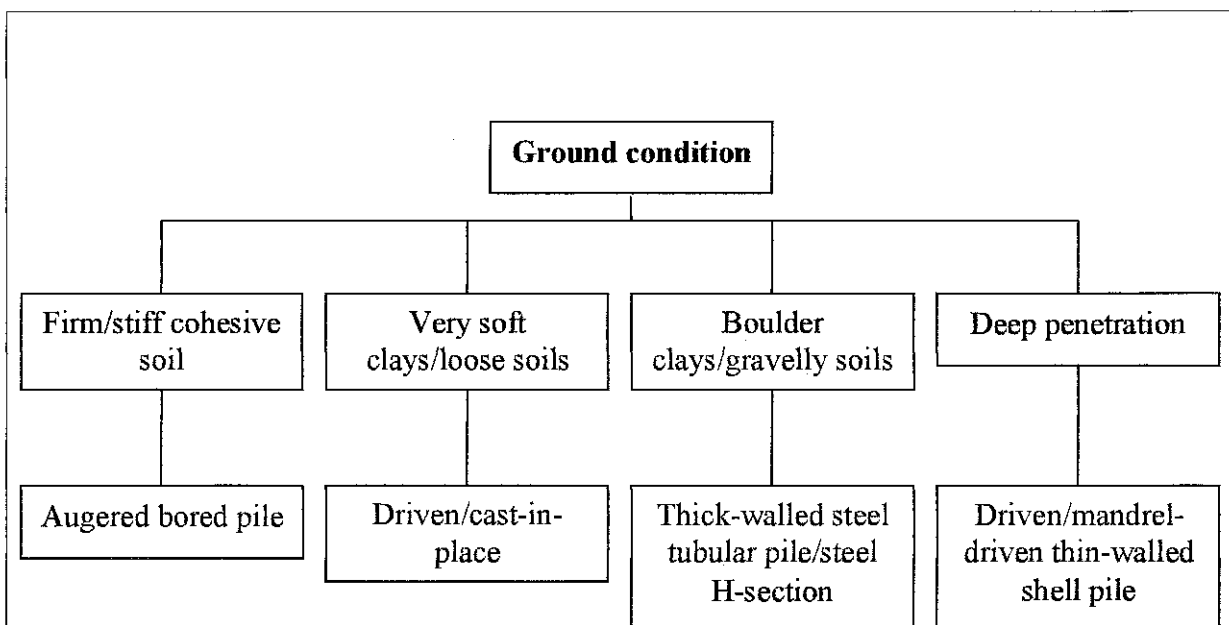 Ground condition
Firm/stiff cohesive
soil
Very soft
clays/loose soils
Boulder
clays/gravelly soils
Deep penetration
Augered bored pile
Driven/cast-in-
place
Thick-walled steel
tubular pile/steel
H-section
Driven/mandrel-
driven thin-walled
shell pile